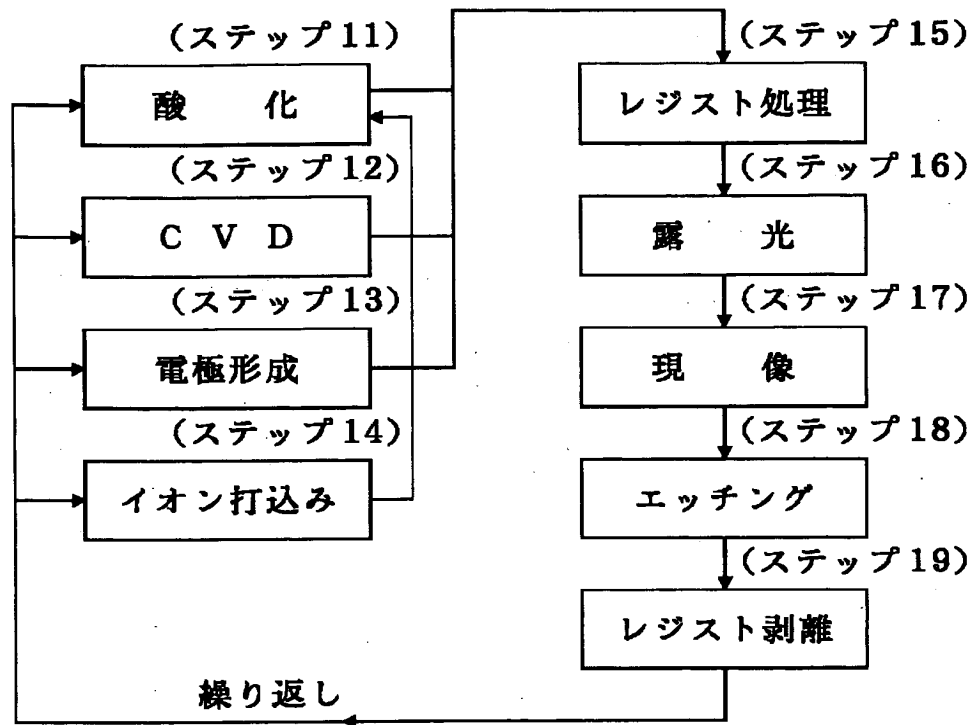 (ステップ11)
酸 化
(ステップ12)
C V D
(ステップ13)
電極形成
(ステップ14)
イオン打込み
(ステップ15)
レジスト処理
(ステップ16)
露 光
(ステップ17)
現 像
(ステップ18)
エッチング
(ステップ19)
レジスト剥離
繰り返し